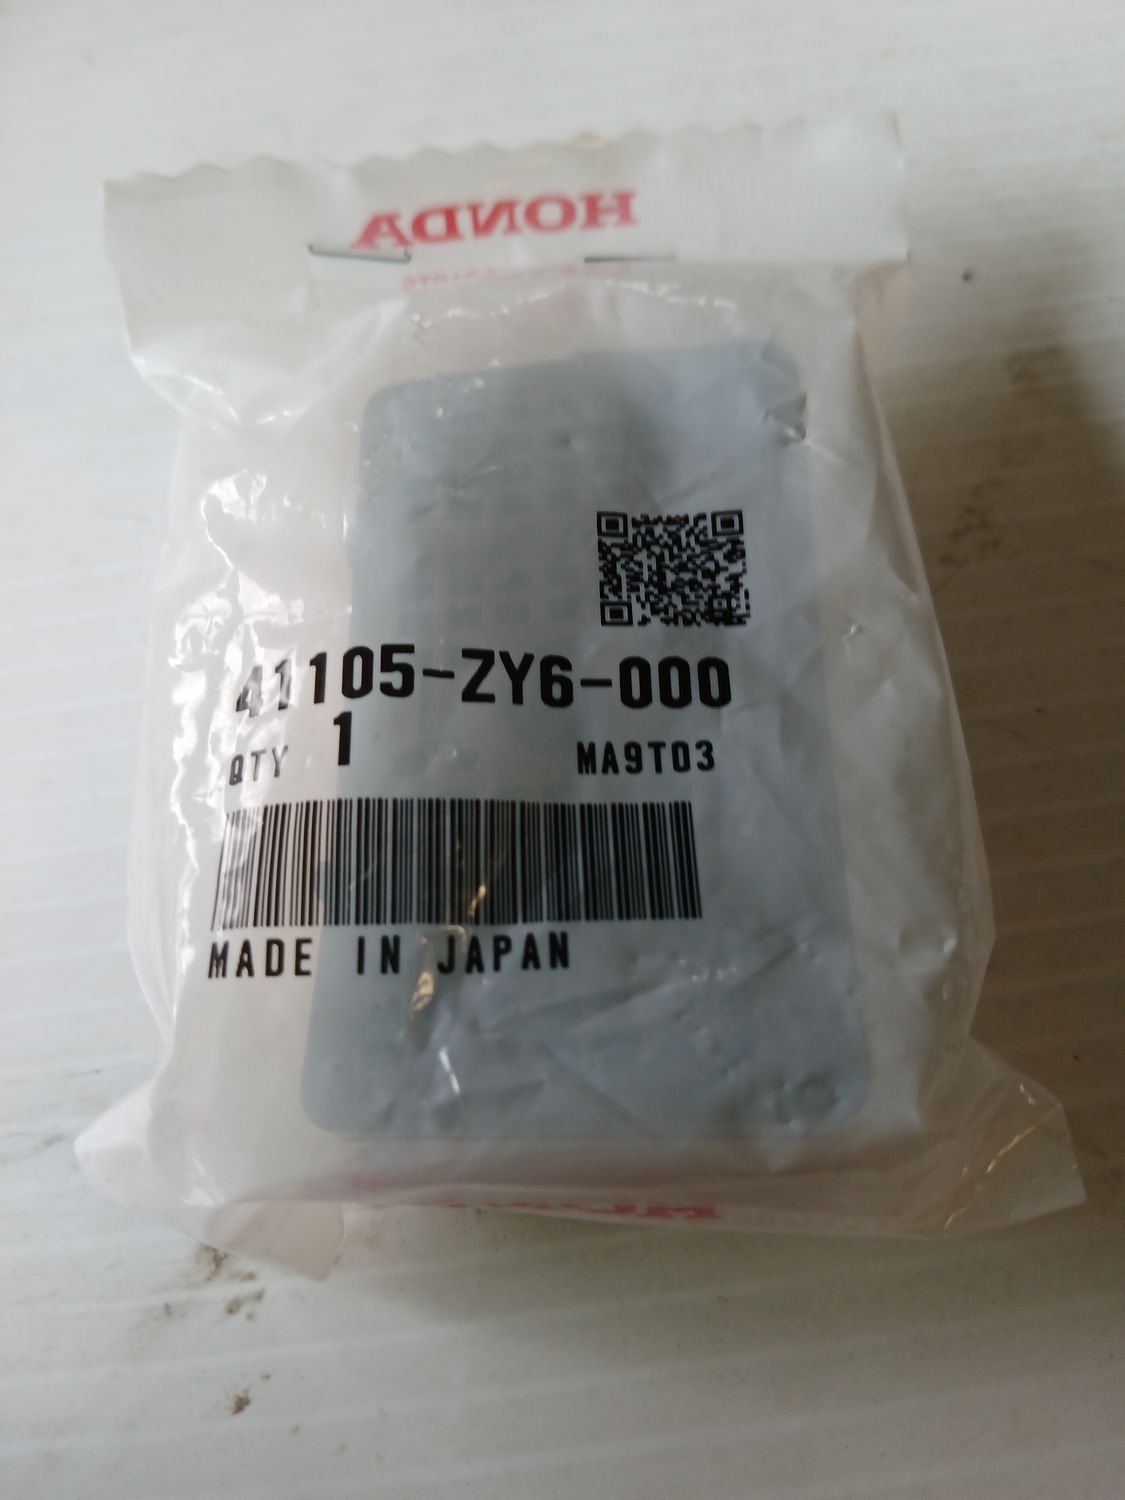 HONDA
41105-ZY6-000
QTY 1
MA9T03
MADE IN JAPAN